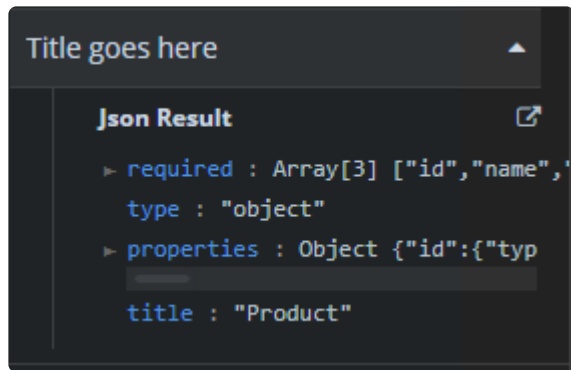 Title goes here
Json Result
► required : Array[3] ["id","name","
type : "object"
► properties : Object {"id":{"typ
title : "Product"